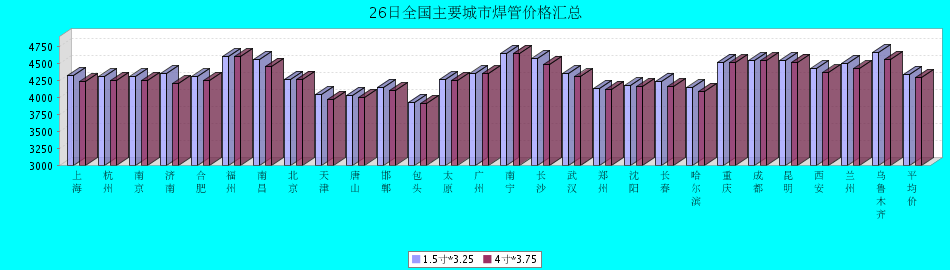 26日全国主要城市焊管价格汇总
4750
4500
4250
4000
3750
3500
3250
3000
上海
杭州
南京
济南
合肥
福州
南昌
北京
天津
唐山
邯郸
包头
太原
广州
南宁
长沙
武汉
郑州
沈阳
长春
哈尔滨
重庆
成都
昆明
西安
兰州
乌鲁木齐
平均价
1.5寸*3.25
4寸*3.75